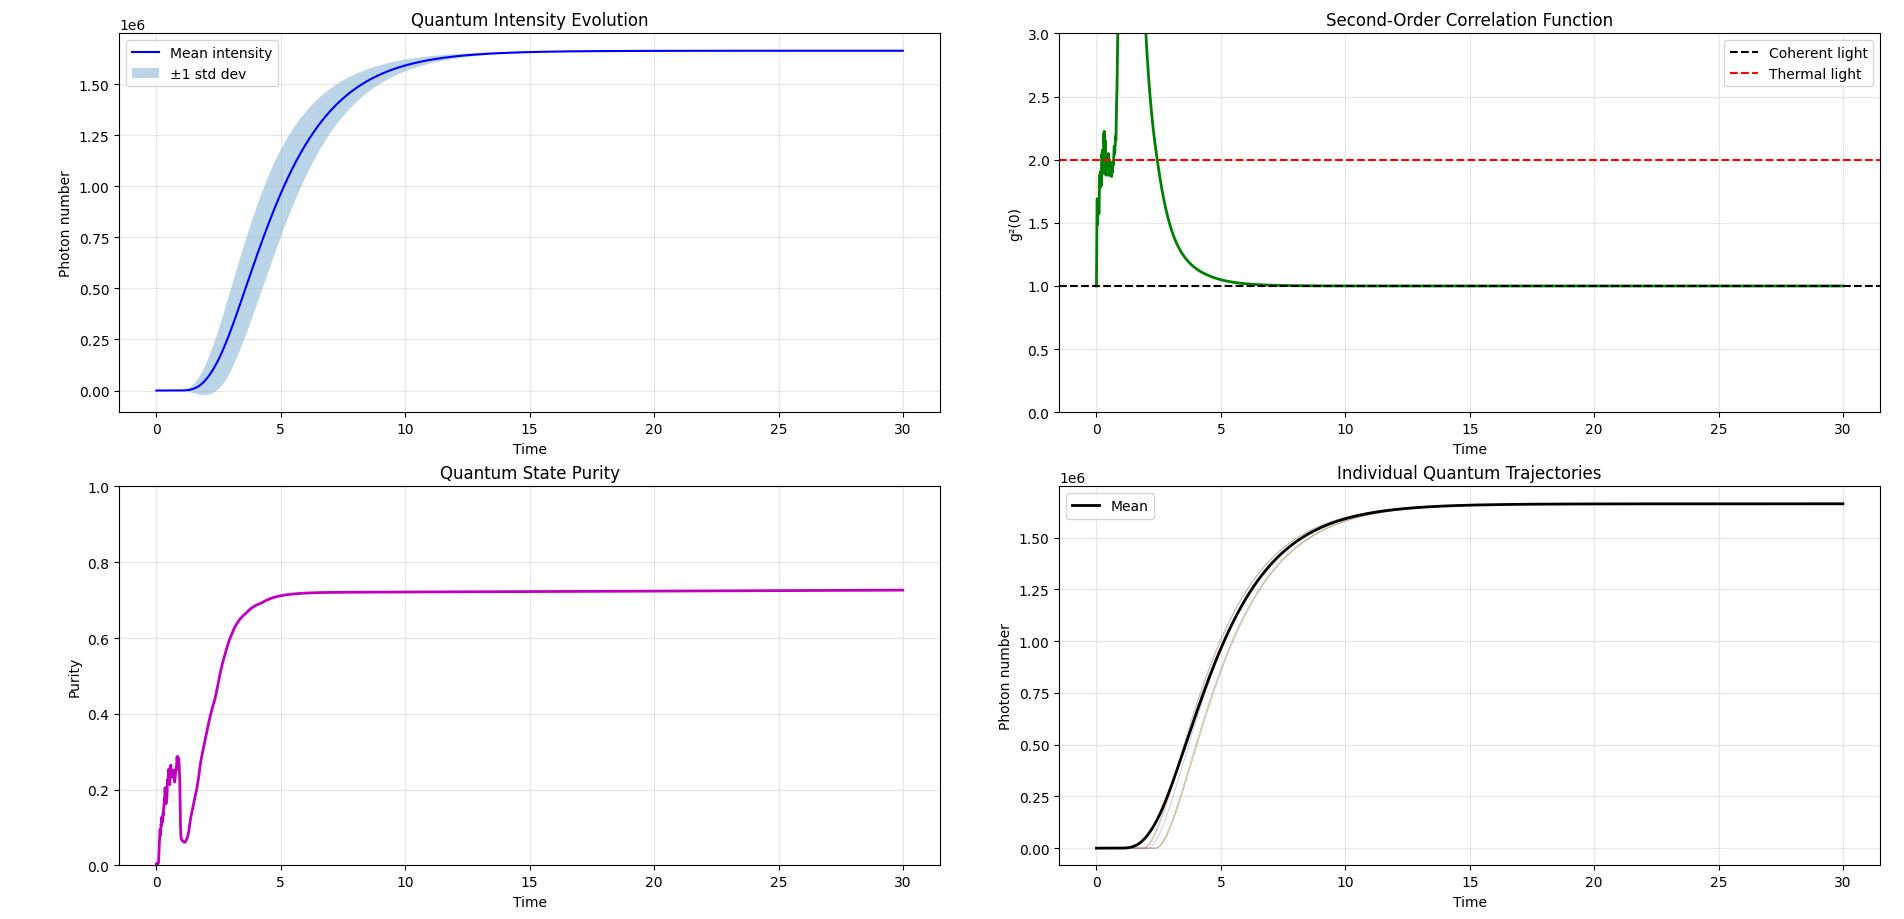 Quantum Intensity Evolution
1e6
Mean intensity
±1 std dev
Photon number
1.50
1.25
1.00
0.75
0.50
0.25
0.00
0 5 10 15 20 25 30
Time
Second-Order Correlation Function
Coherent light
Thermal light
g²(0)
3.0
2.5
2.0
1.5
1.0
0.5
0.0
0 5 10 15 20 25 30
Time
Quantum State Purity
Purity
1.0
0.8
0.6
0.4
0.2
0.0
0 5 10 15 20 25 30
Time
Individual Quantum Trajectories
1e6
Mean
Photon number
1.50
1.25
1.00
0.75
0.50
0.25
0.00
0 5 10 15 20 25 30
Time